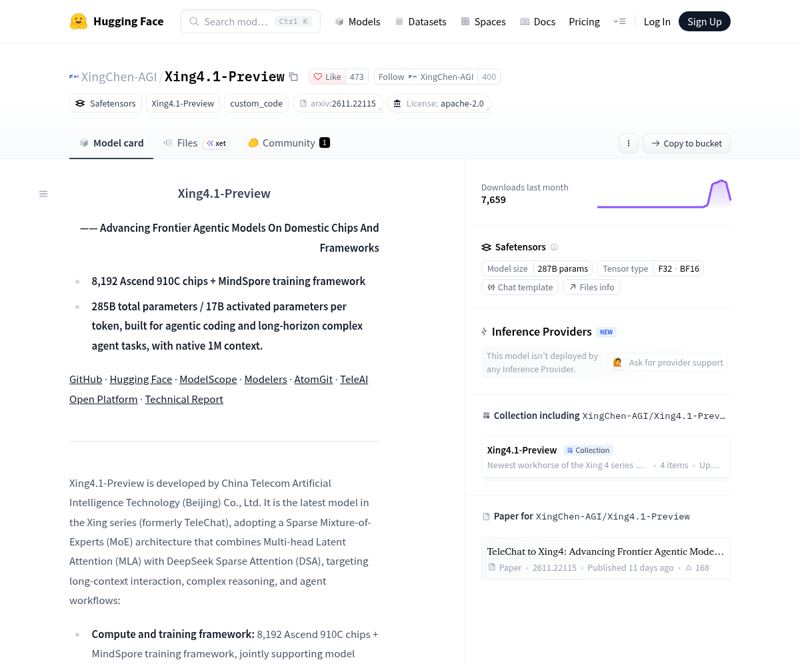 Hugging Face
Search mod… Ctrl K
Models
Datasets
Spaces
Docs
Pricing
Log In
Sign Up
XingChen-AGI/Xing4.1-Preview
Like 473
Follow XingChen-AGI 400
Safetensors
Xing4.1-Preview
custom_code
arxiv:2611.22115
License: apache-2.0
Model card
Files xet
Community 1
Copy to bucket
Xing4.1-Preview
—— Advancing Frontier Agentic Models On Domestic Chips And
Frameworks
8,192 Ascend 910C chips + MindSpore training framework
285B total parameters / 17B activated parameters per
token, built for agentic coding and long-horizon complex
agent tasks, with native 1M context.
GitHub · Hugging Face · ModelScope · Modelers · AtomGit · TeleAI
Open Platform · Technical Report
Xing4.1-Preview is developed by China Telecom Artificial
Intelligence Technology (Beijing) Co., Ltd. It is the latest model in
the Xing series (formerly TeleChat), adopting a Sparse Mixture-of-
Experts (MoE) architecture that combines Multi-head Latent
Attention (MLA) with DeepSeek Sparse Attention (DSA), targeting
long-context interaction, complex reasoning, and agent
workflows:
Compute and training framework: 8,192 Ascend 910C chips +
MindSpore training framework, jointly supporting model
Downloads last month
7,659
Safetensors
Model size 287B params
Tensor type F32 · BF16
Chat template
Files info
Inference Providers NEW
This model isn't deployed by
any Inference Provider.
Ask for provider support
Collection including XingChen-AGI/Xing4.1-Prev…
Xing4.1-Preview Collection
Newest workhorse of the Xing 4 series … · 4 items · Up…
Paper for XingChen-AGI/Xing4.1-Preview
TeleChat to Xing4: Advancing Frontier Agentic Mode…
Paper · 2611.22115 · Published 11 days ago · 168